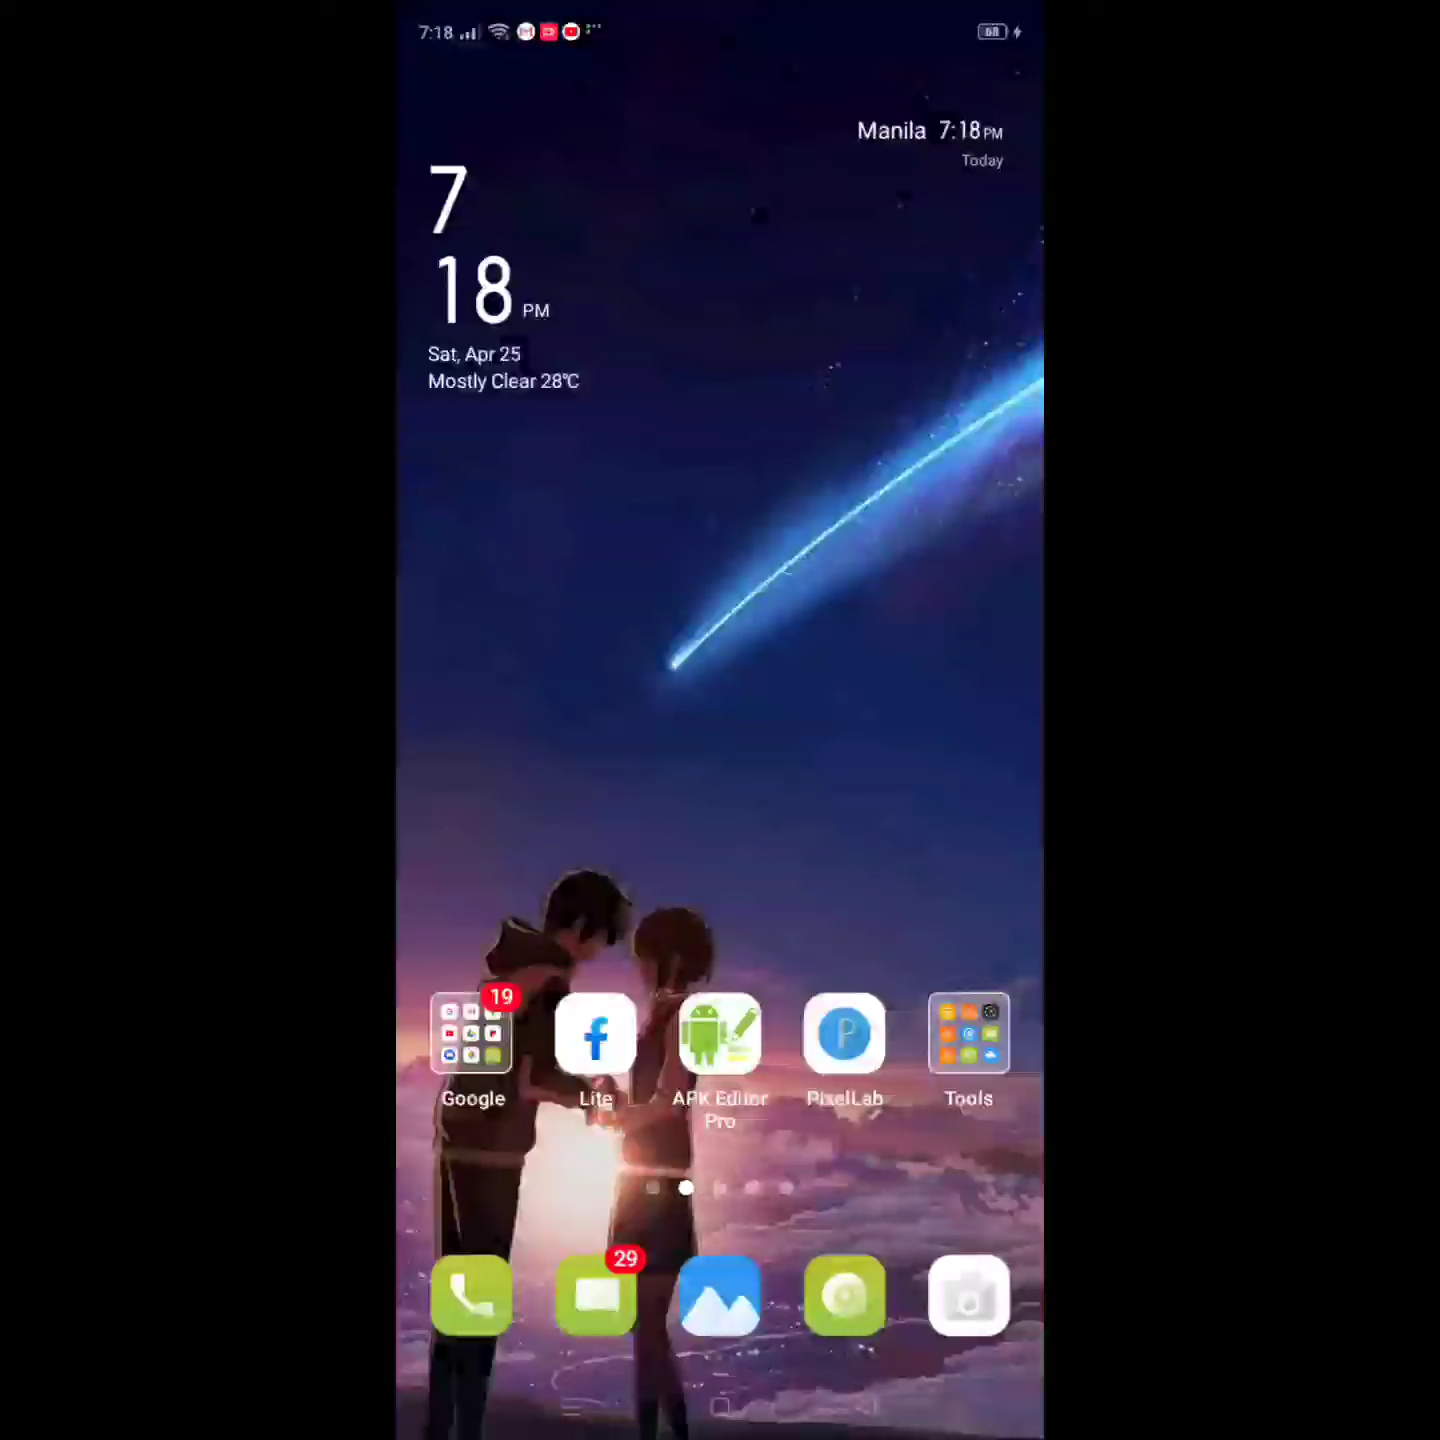 7:18
68
Manila 7:18 PM
Today
7
18 PM
Sat, Apr 25
Mostly Clear 28°C
19
Google
Lite
APK Editor
Pro
PixelLab
Tools
29